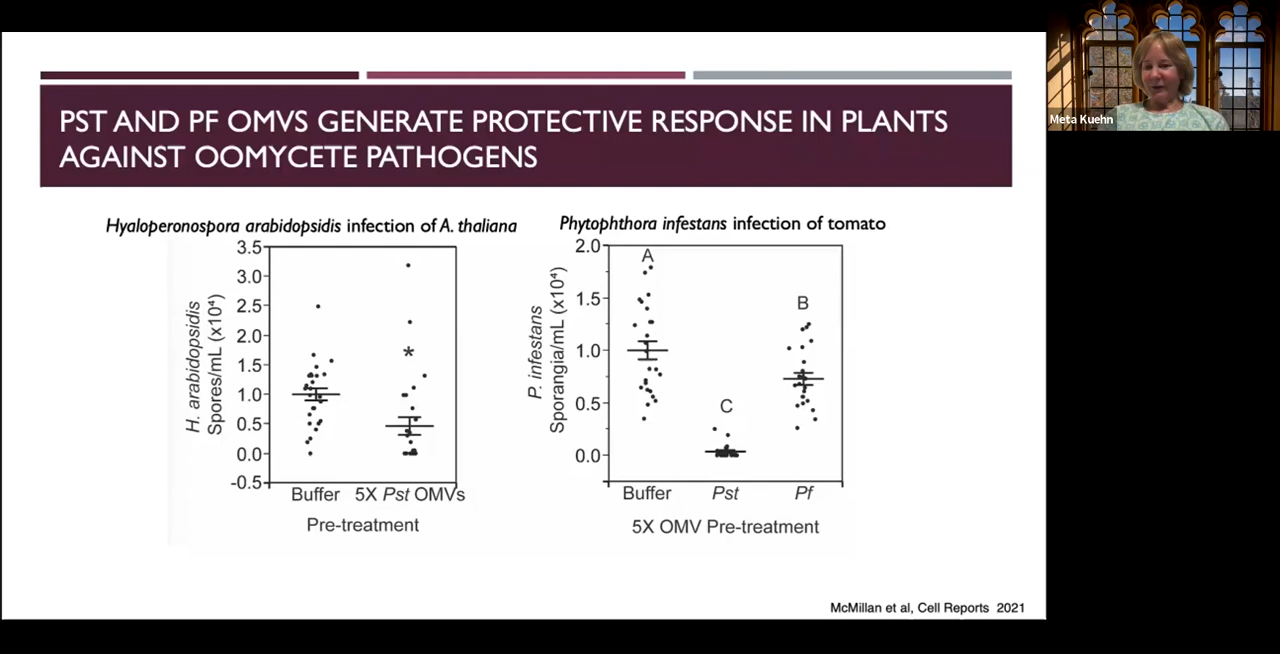 PST AND PF OMVS GENERATE PROTECTIVE RESPONSE IN PLANTS
AGAINST OOMYCETE PATHOGENS
Meta Kuehn
Hyaloperonospora arabidopsidis infection of A. thaliana
H. arabidopsidis
Spores/mL (x10⁴)
3.5
3.0
2.5
2.0
1.5
1.0
0.5
0.0
-0.5
*
Buffer
5X Pst OMVs
Pre-treatment
Phytophthora infestans infection of tomato
P. infestans
Sporangia/mL (x10⁴)
2.0
1.5
1.0
0.5
0.0
A
C
B
Buffer
Pst
Pf
5X OMV Pre-treatment
McMillan et al, Cell Reports 2021